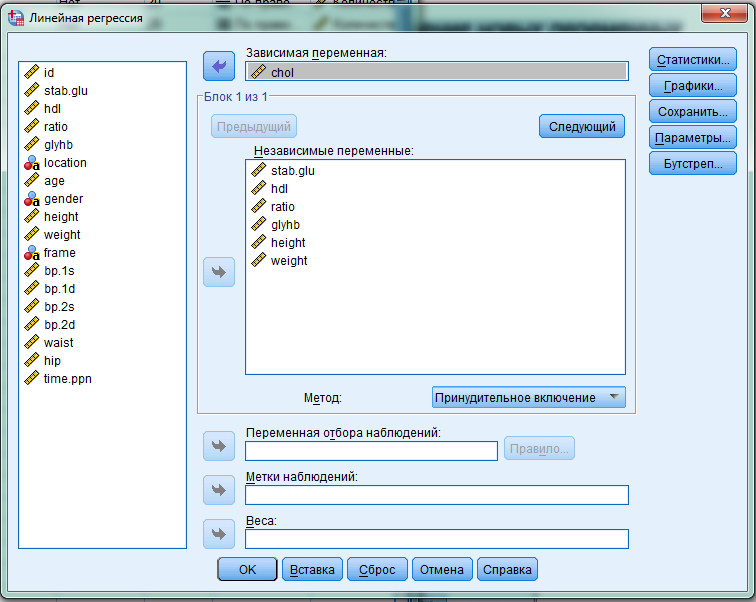 Линейная регрессия
id
stab.glu
hdl
ratio
glyhb
location
age
gender
height
weight
frame
bp.1s
bp.1d
bp.2s
bp.2d
waist
hip
time.ppn
Зависимая переменная:
chol
Блок 1 из 1
Предыдущий
Следующий
Независимые переменные:
stab.glu
hdl
ratio
glyhb
height
weight
Метод:
Принудительное включение
Переменная отбора наблюдений:
Правило...
Метки наблюдений:
Веса:
Статистики...
Графики...
Сохранить...
Параметры...
Бутстреп...
OK
Вставка
Сброс
Отмена
Справка